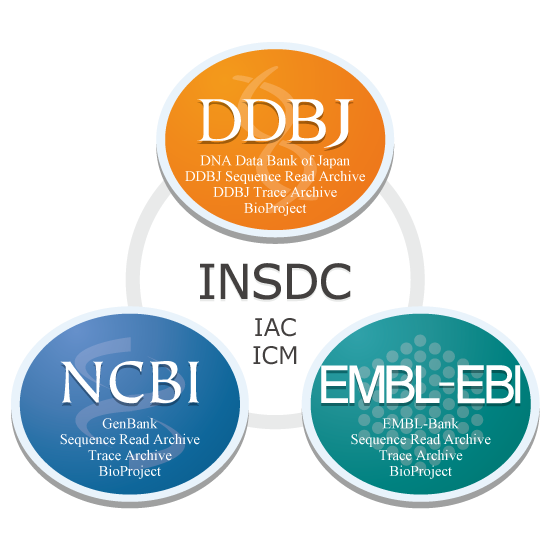 DDBJ
DNA Data Bank of Japan
DDBJ Sequence Read Archive
DDBJ Trace Archive
BioProject
INSDC
IAC
ICM
NCBI
GenBank
Sequence Read Archive
Trace Archive
BioProject
EMBL-EBI
EMBL-Bank
Sequence Read Archive
Trace Archive
BioProject